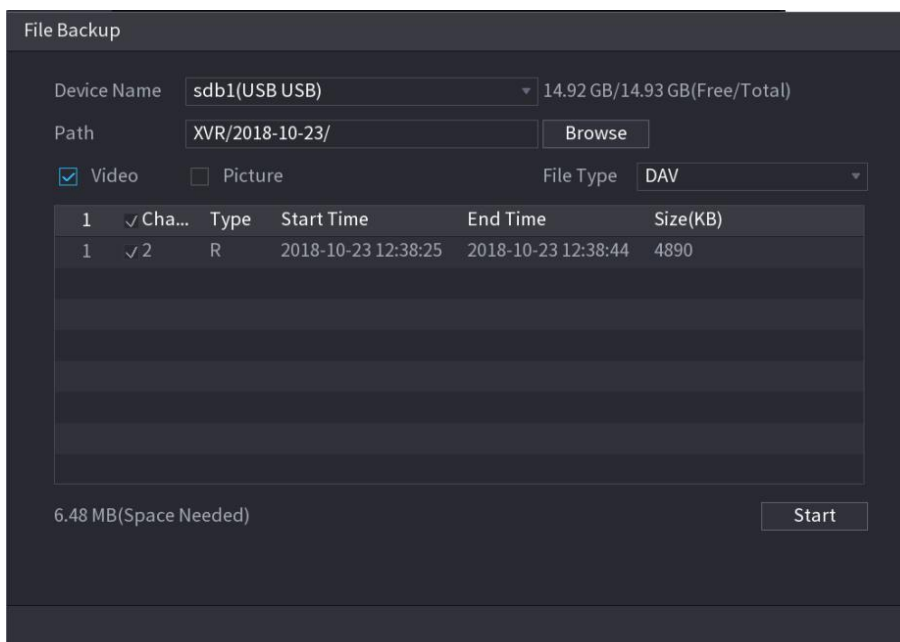 File Backup
Device Name sdb1(USB USB) 14.92 GB/14.93 GB(Free/Total)
Path XVR/2018-10-23/ Browse
Video Picture File Type DAV
1 Cha... Type Start Time End Time Size(KB)
1 2 R 2018-10-23 12:38:25 2018-10-23 12:38:44 4890
6.48 MB(Space Needed) Start